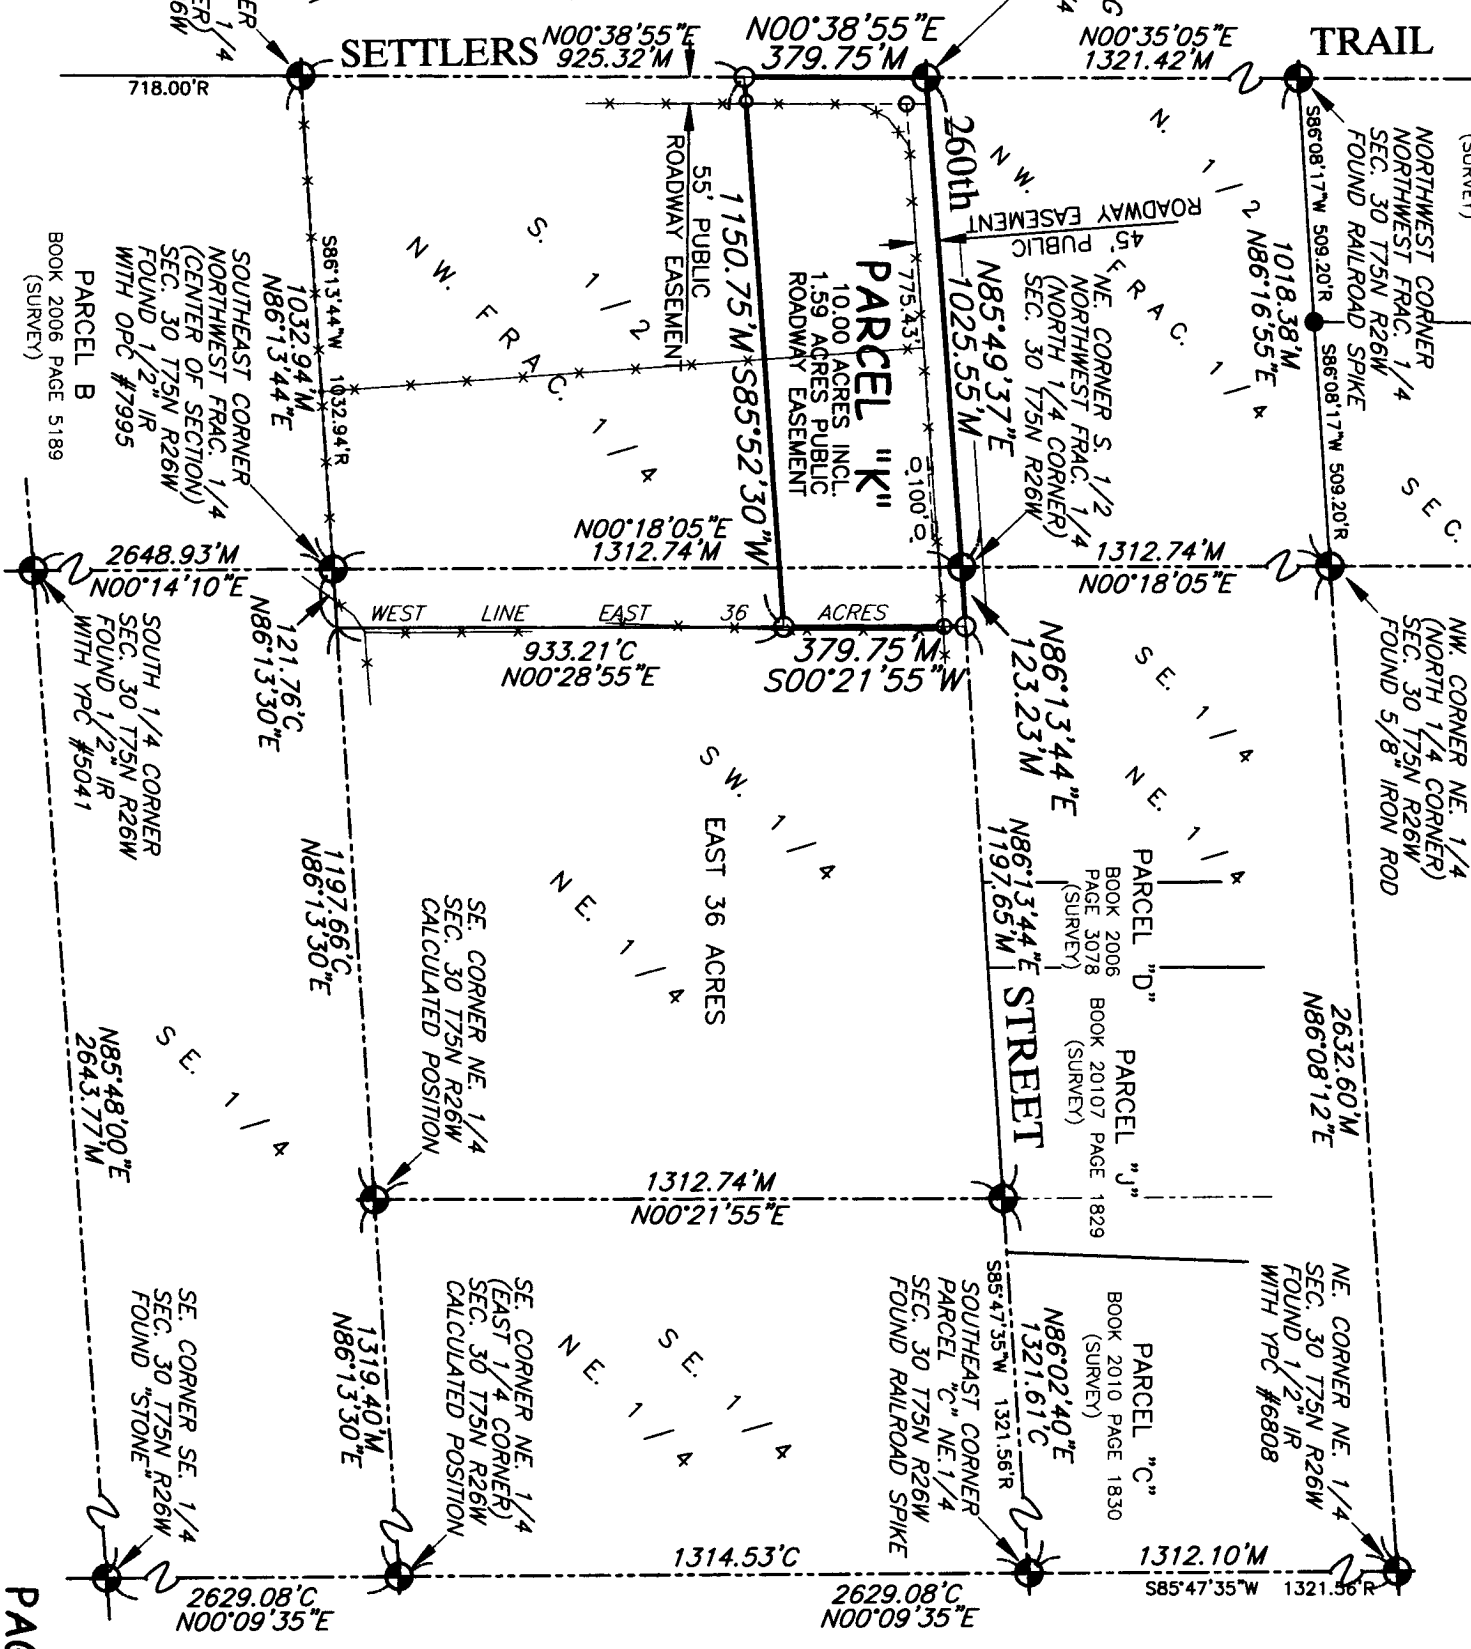 SETTLERS
N00°38'55"E
925.32'M
N00°38'55"E
379.75'M
N00°35'05"E
1321.42'M
TRAIL
718.00'R
NORTHWEST CORNER
NORTHWEST FRAC. 1/4
SEC. 30 T75N R26W
FOUND RAILROAD SPIKE
S86°08'17"W 509.20'R
S86°08'17"W 509.20'R
1018.38'M
N86°16'55"E
N. 1/2
NW. FRAC. 1/4
SEC.
(SURVEY)
260th
45' PUBLIC
ROADWAY EASEMENT
55' PUBLIC
ROADWAY EASEMENT
N85°49'37"E
1025.55'M
775.43'
100'
PARCEL "K"
10.00 ACRES INCL.
1.59 ACRES PUBLIC
ROADWAY EASEMENT
1150.75'M
S85°52'30"W
NE. CORNER S. 1/2
NORTHWEST FRAC. 1/4
(NORTH 1/4 CORNER)
SEC. 30 T75N R26W
S. 1/2
NW. FRAC. 1/4
S86°13'44"W 1032.94'R
1032.94'M
N86°13'44"E
SOUTHEAST CORNER
NORTHWEST FRAC. 1/4
(CENTER OF SECTION)
SEC. 30 T75N R26W
FOUND 1/2" IR
WITH OPC #7995
PARCEL B
BOOK 2006 PAGE 5189
(SURVEY)
2648.93'M
N00°14'10"E
N00°18'05"E
1312.74'M
1312.74'M
N00°18'05"E
WEST LINE EAST 36 ACRES
933.21'C
N00°28'55"E
379.75'M
S00°21'55"W
121.76'C
N86°13'30"E
N86°13'44"E
123.23'M
SOUTH 1/4 CORNER
SEC. 30 T75N R26W
FOUND 1/2" IR
WITH YPC #5041
NW. CORNER NE. 1/4
(NORTH 1/4 CORNER)
SEC. 30 T75N R26W
FOUND 5/8" IRON ROD
SE. 1/4
NE. 1/4
SW. 1/4
NE. 1/4
EAST 36 ACRES
N86°13'44"E
1197.65'M
STREET
PARCEL "D"
BOOK 2006
PAGE 3078
(SURVEY)
PARCEL "J"
BOOK 20107 PAGE 1829
(SURVEY)
2632.60'M
N86°08'12"E
1197.66'C
N86°13'30"E
SE. CORNER NE. 1/4
SEC. 30 T75N R26W
CALCULATED POSITION
SE. 1/4
N85°48'00"E
2643.77'M
1312.74'M
N00°21'55"E
PARCEL "C"
BOOK 2010 PAGE 1830
(SURVEY)
N86°02'40"E
1321.61'C
S85°47'35"W 1321.56'R
SOUTHEAST CORNER
PARCEL "C" NE.1/4
SEC. 30 T75N R26W
FOUND RAILROAD SPIKE
NE. CORNER NE. 1/4
SEC. 30 T75N R26W
FOUND 1/2" IR
WITH YPC #6808
SE. 1/4
NE. 1/4
SE. CORNER NE. 1/4
(EAST 1/4 CORNER)
SEC. 30 T75N R26W
CALCULATED POSITION
1319.40'M
N86°13'30"E
SE. CORNER SE. 1/4
SEC. 30 T75N R26W
FOUND "STONE"
2629.08'C
N00°09'35"E
1314.53'C
2629.08'C
N00°09'35"E
1312.10'M
S85°47'35"W 1321.56'R